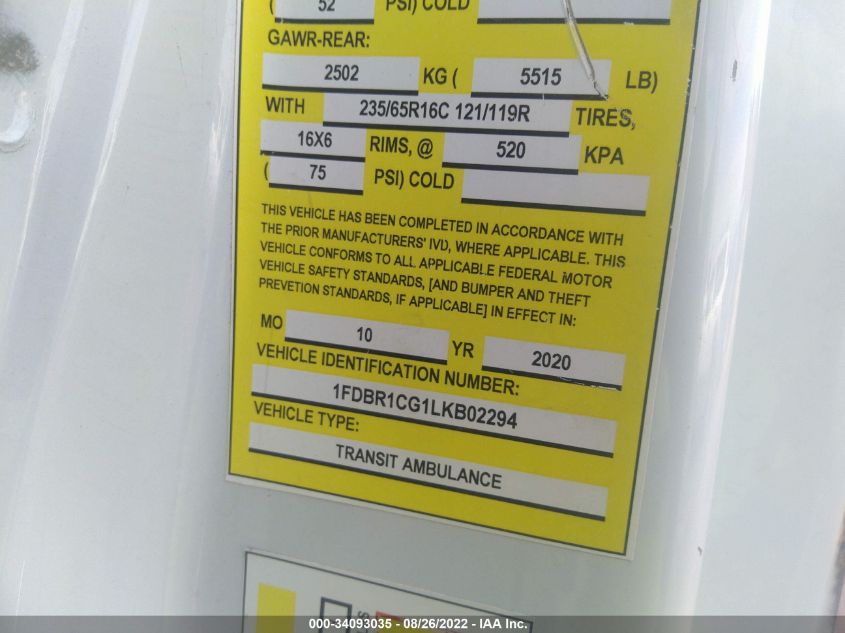 ( 52 PSI) COLD
GAWR-REAR:
2502 KG ( 5515 LB)
WITH 235/65R16C 121/119R TIRES,
16X6 RIMS, @ 520 KPA
( 75 PSI) COLD
THIS VEHICLE HAS BEEN COMPLETED IN ACCORDANCE WITH
THE PRIOR MANUFACTURERS' IVD, WHERE APPLICABLE. THIS
VEHICLE CONFORMS TO ALL APPLICABLE FEDERAL MOTOR
VEHICLE SAFETY STANDARDS, [AND BUMPER AND THEFT
PREVETION STANDARDS, IF APPLICABLE] IN EFFECT IN:
MO 10 YR 2020
VEHICLE IDENTIFICATION NUMBER:
1FDBR1CG1LKB02294
VEHICLE TYPE:
TRANSIT AMBULANCE
000-34093035 - 08/26/2022 - IAA Inc.